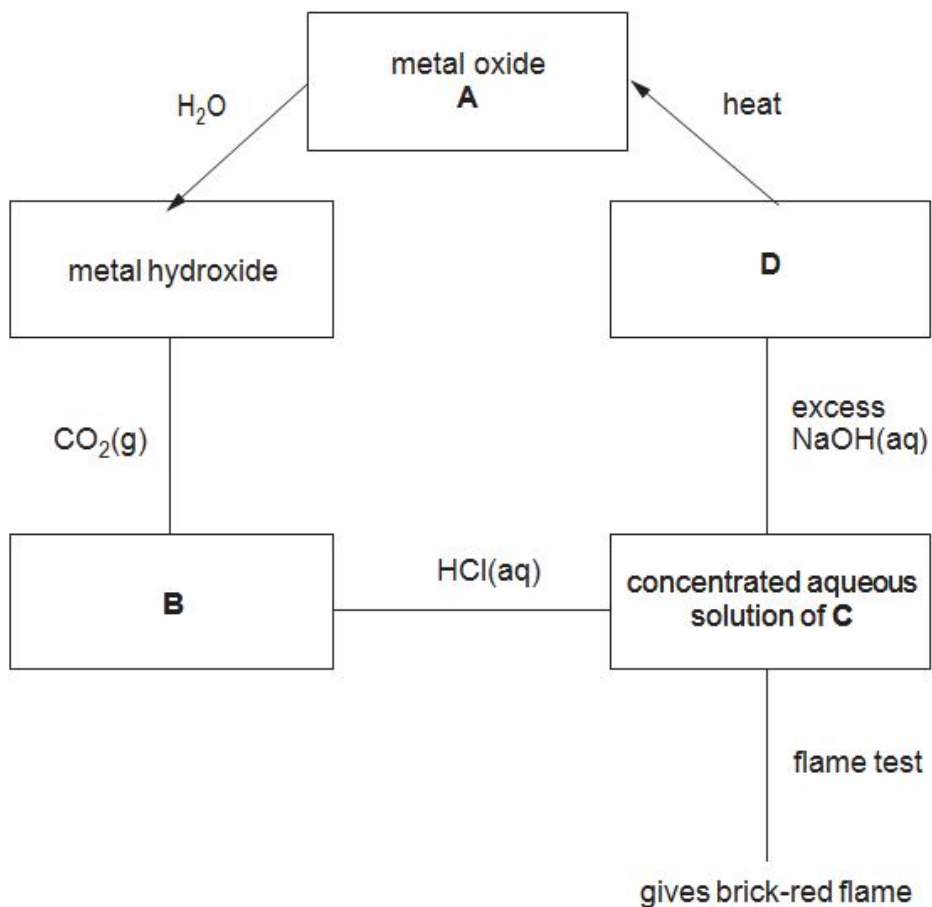 metal oxide
A
H₂O
heat
metal hydroxide
D
CO₂(g)
excess
NaOH(aq)
B
HCl(aq)
concentrated aqueous
solution of C
flame test
gives brick-red flame